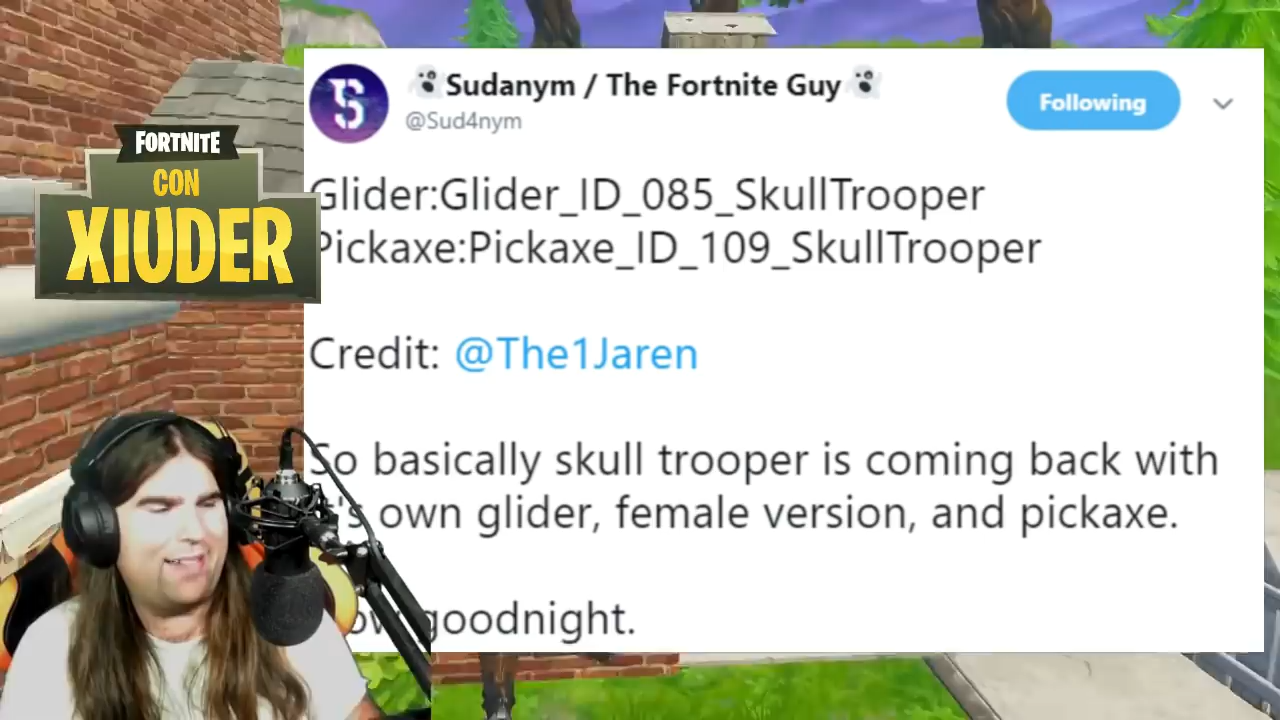 Sudanym / The Fortnite Guy
@Sud4nym
Following
FORTNITE
CON
XIUDER
Glider:Glider_ID_085_SkullTrooper
Pickaxe:Pickaxe_ID_109_SkullTrooper
Credit: @The1Jaren
So basically skull trooper is coming back with
's own glider, female version, and pickaxe.
goodnight.